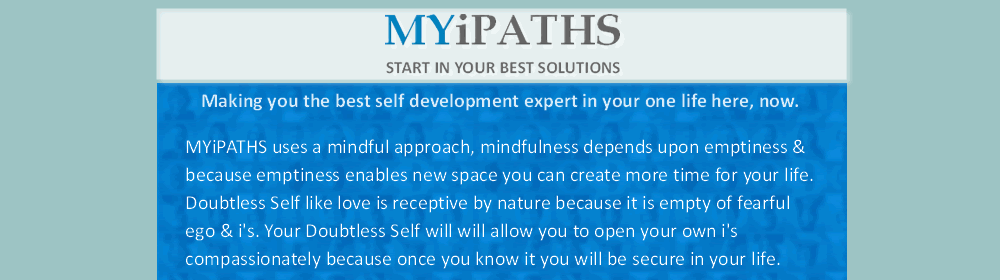 MYiPATHS
START IN YOUR BEST SOLUTIONS
Making you the best self development expert in your one life here, now.
MYiPATHS uses a mindful approach, mindfulness depends upon emptiness &
because emptiness enables new space you can create more time for your life.
Doubtless Self like love is receptive by nature because it is empty of fearful
ego & i's. Your Doubtless Self will will allow you to open your own i's
compassionately because once you know it you will be secure in your life.